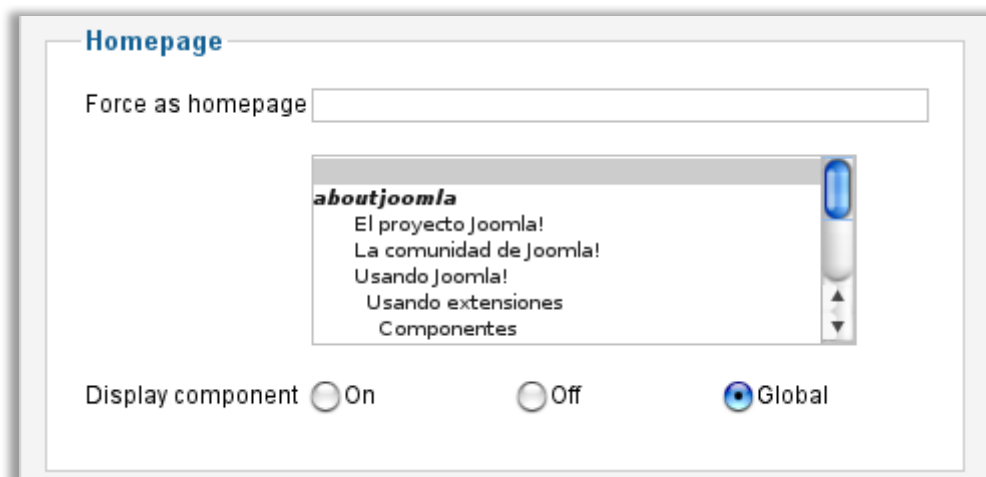 Homepage
Force as homepage
aboutjoomla
El proyecto Joomla!
La comunidad de Joomla!
Usando Joomla!
Usando extensiones
Componentes
Display component On Off Global